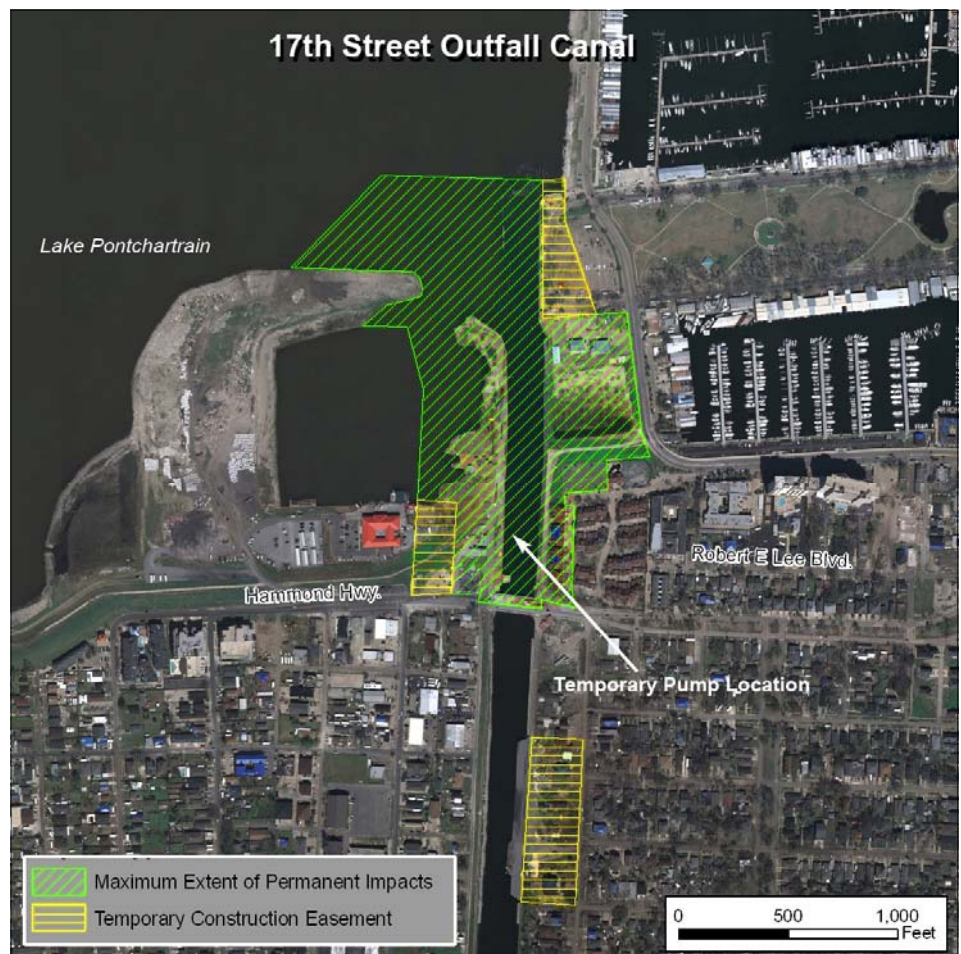 17th Street Outfall Canal
Lake Pontchartrain
Robert E Lee Blvd.
Hammond Hwy.
Temporary Pump Location
Maximum Extent of Permanent Impacts
Temporary Construction Easement
0 500 1,000
Feet